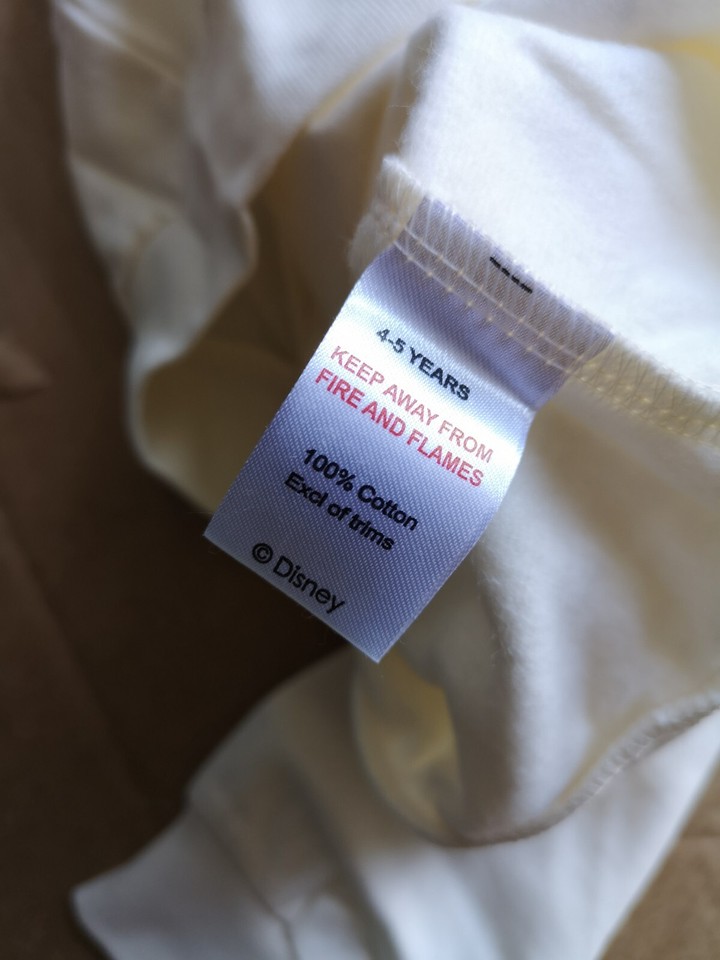 4-5 YEARS
KEEP AWAY FROM
FIRE AND FLAMES
100% Cotton
Excl of trims
© Disney